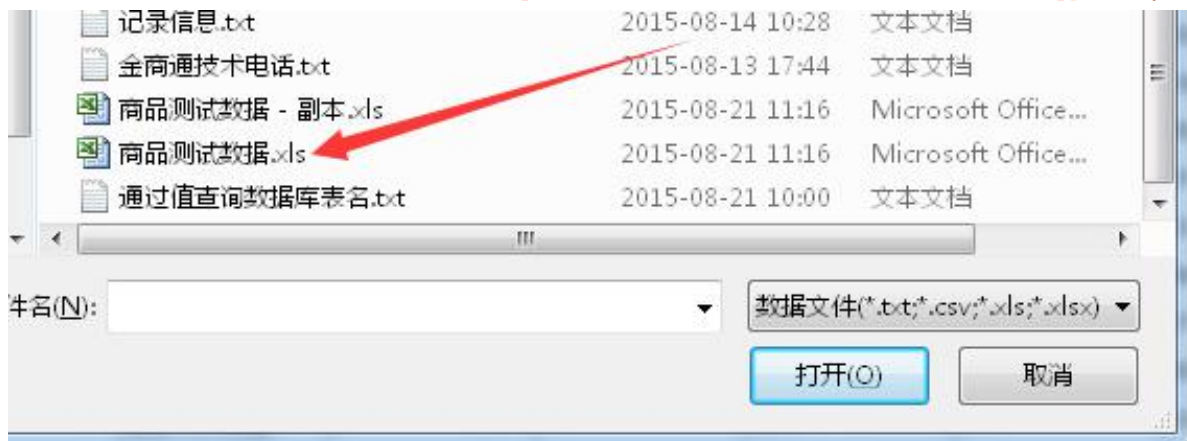 记录信息.txt 2015-08-14 10:28 文本文档
金商通技术电话.txt 2015-08-13 17:44 文本文档
商品测试数据 - 副本.xls 2015-08-21 11:16 Microsoft Office...
商品测试数据.xls 2015-08-21 11:16 Microsoft Office...
通过值查询数据库表名.txt 2015-08-21 10:00 文本文档
件名(N): 数据文件(*.txt;*.csv;*.xls;*.xlsx)
打开(O) 取消